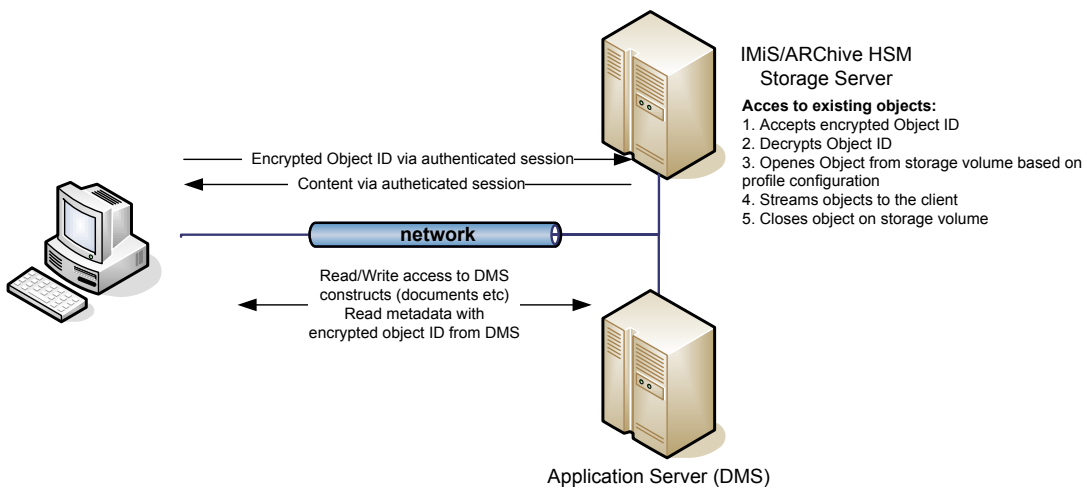 IMiS/ARChive HSM
Storage Server
Acces to existing objects:
1. Accepts encrypted Object ID
2. Decrypts Object ID
3. Openes Object from storage volume based on
profile configuration
4. Streams objects to the client
5. Closes object on storage volume
Encrypted Object ID via authenticated session
Content via autheticated session
network
Read/Write access to DMS
constructs (documents etc)
Read metadata with
encrypted object ID from DMS
Application Server (DMS)